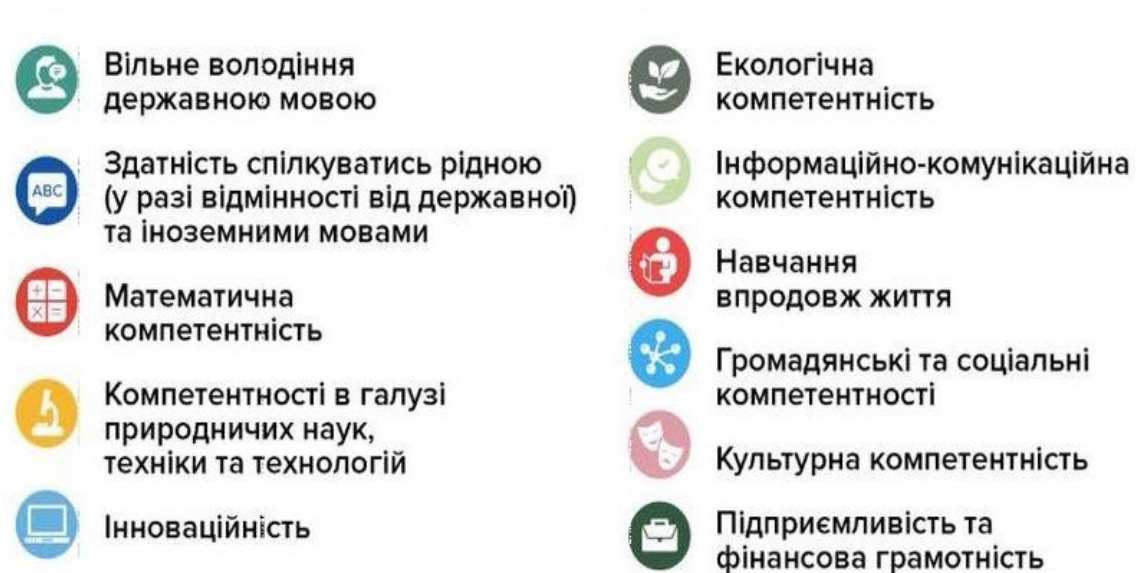 Вільне володіння
державною мовою
ABC
Здатність спілкуватись рідною
(у разі відмінності від державної)
та іноземними мовами
Математична
компетентність
Компетентності в галузі
природничих наук,
техніки та технологій
Інноваційність
Екологічна
компетентність
Інформаційно-комунікаційна
компетентність
Навчання
впродовж життя
Громадянські та соціальні
компетентності
Культурна компетентність
Підприємливість та
фінансова грамотність